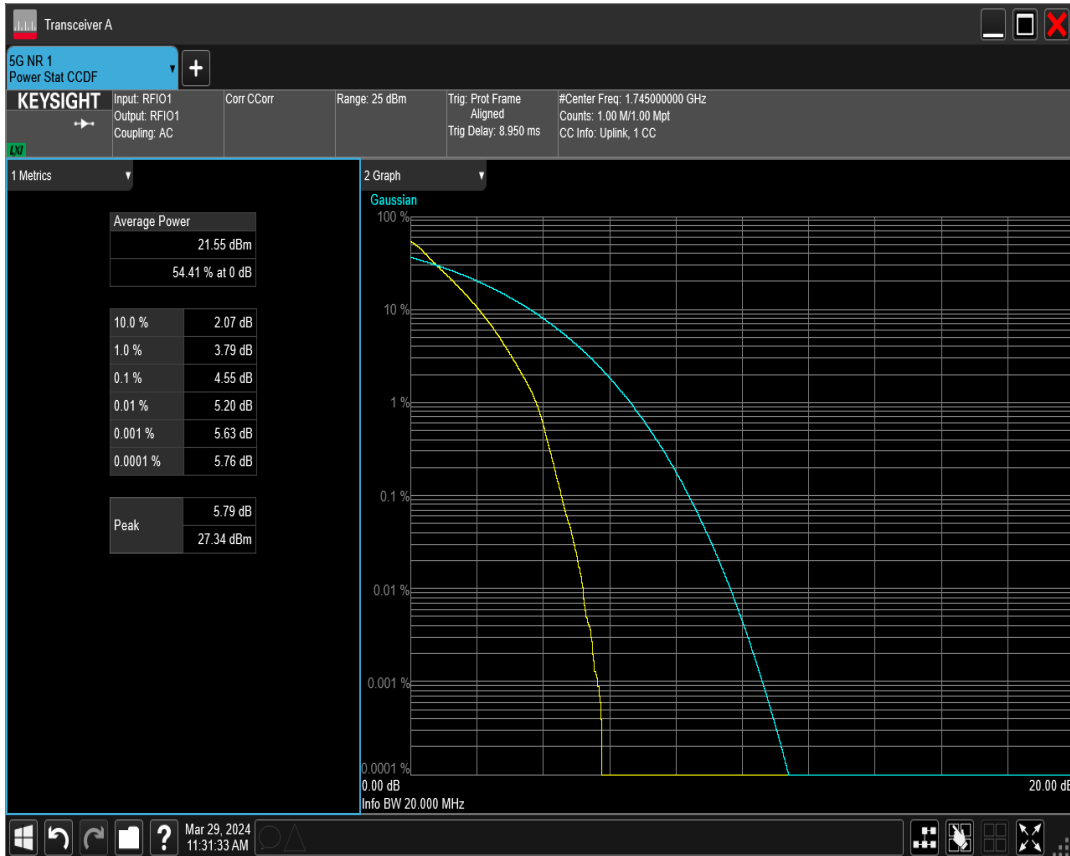 Transceiver A
5G NR 1
Power Stat CCDF
KEYSIGHT
Input: RFIO1
Output: RFIO1
Coupling: AC
Corr CCorr
Range: 25 dBm
Trig: Prot Frame
Aligned
Trig Delay: 8.950 ms
#Center Freq: 1.745000000 GHz
Counts: 1.00 M/1.00 Mpt
CC Info: Uplink, 1 CC
LXI
1 Metrics
Average Power
21.55 dBm
54.41 % at 0 dB
10.0 % 2.07 dB
1.0 % 3.79 dB
0.1 % 4.55 dB
0.01 % 5.20 dB
0.001 % 5.63 dB
0.0001 % 5.76 dB
Peak
5.79 dB
27.34 dBm
2 Graph
Gaussian
100 %
10 %
1 %
0.1 %
0.01 %
0.001 %
0.0001 %
0.00 dB 20.00 dB
Info BW 20.000 MHz
? Mar 29, 2024
11:31:33 AM